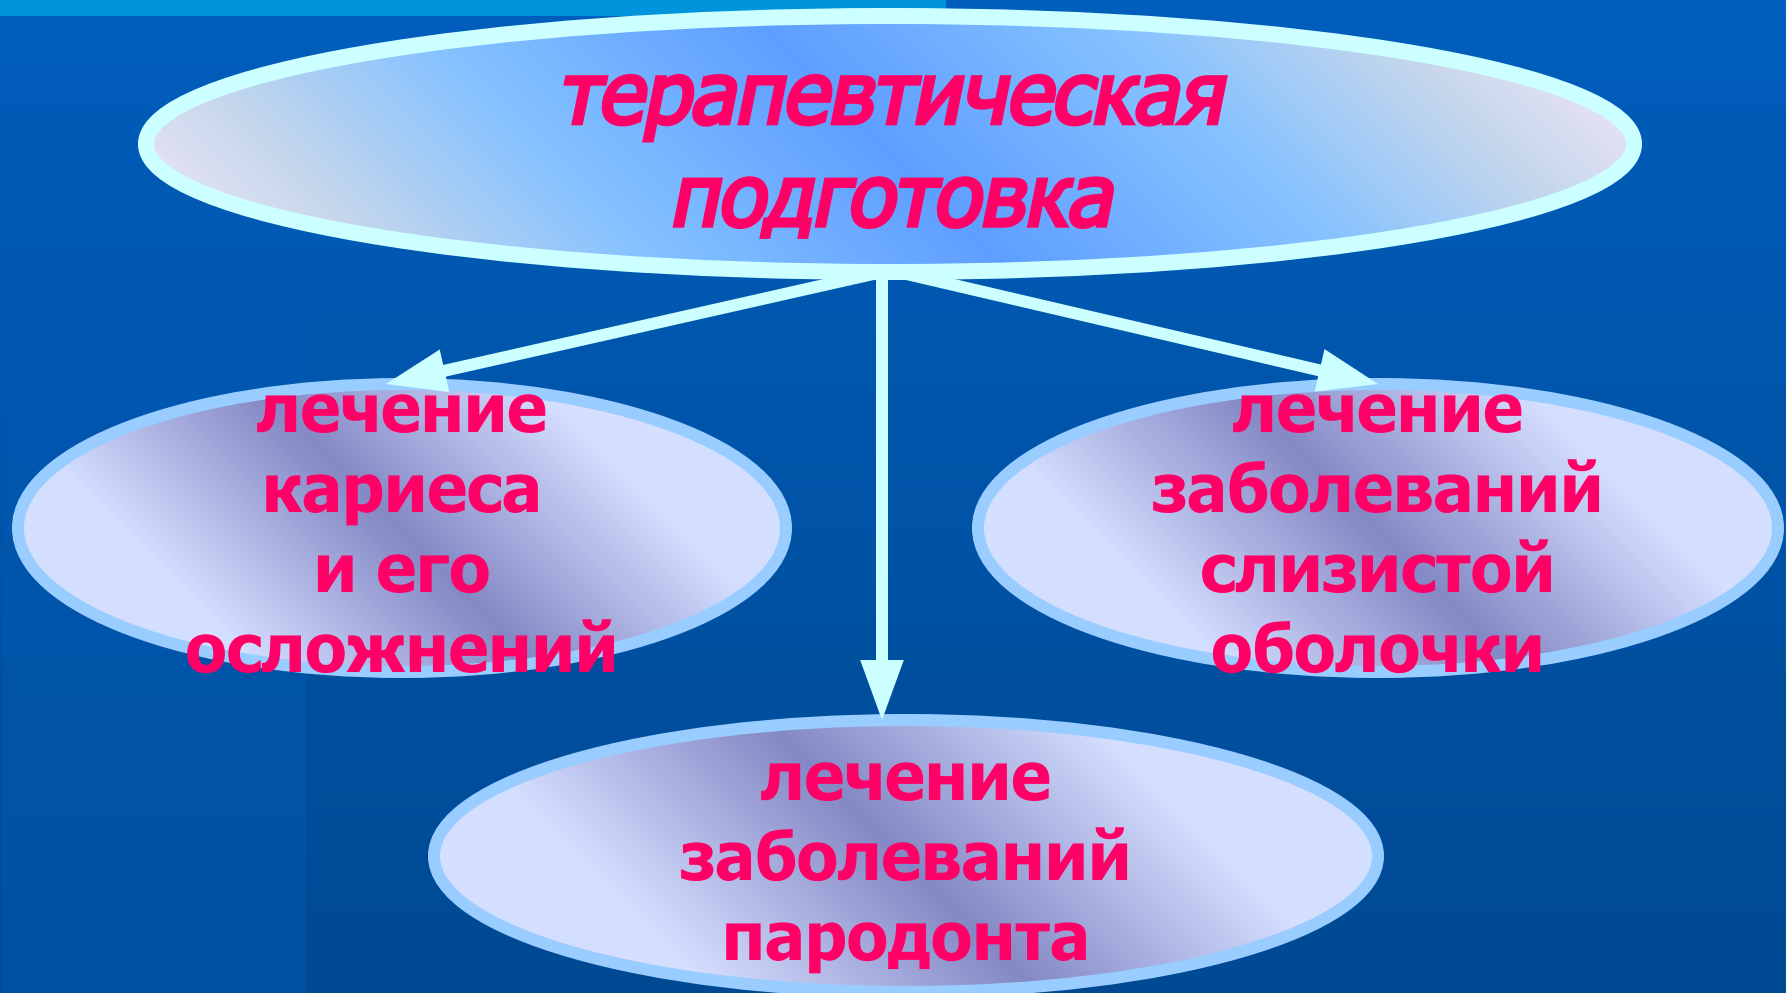 терапевтическая
подготовка
лечение
кариеса
и его
осложнений
лечение
заболеваний
слизистой
оболочки
лечение
заболеваний
пародонта